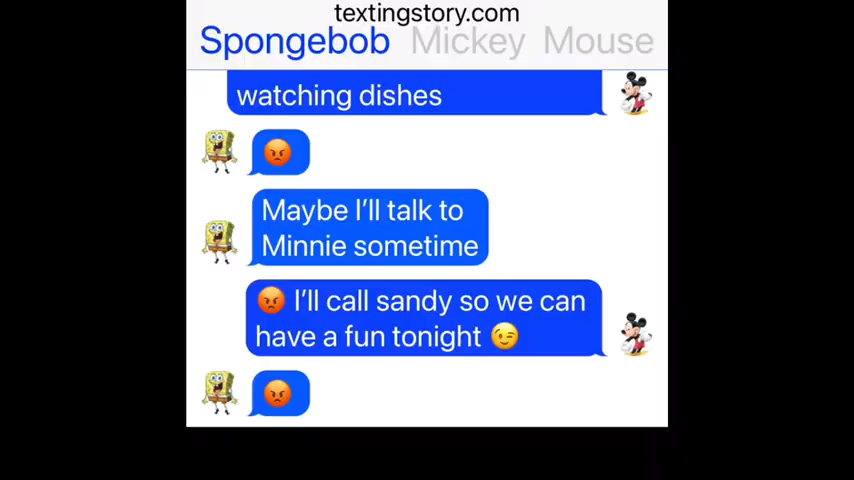 textingstory.com
Spongebob Mickey Mouse
watching dishes
😡
Maybe I'll talk to
Minnie sometime
😡 I'll call sandy so we can
have a fun tonight 😉
😡